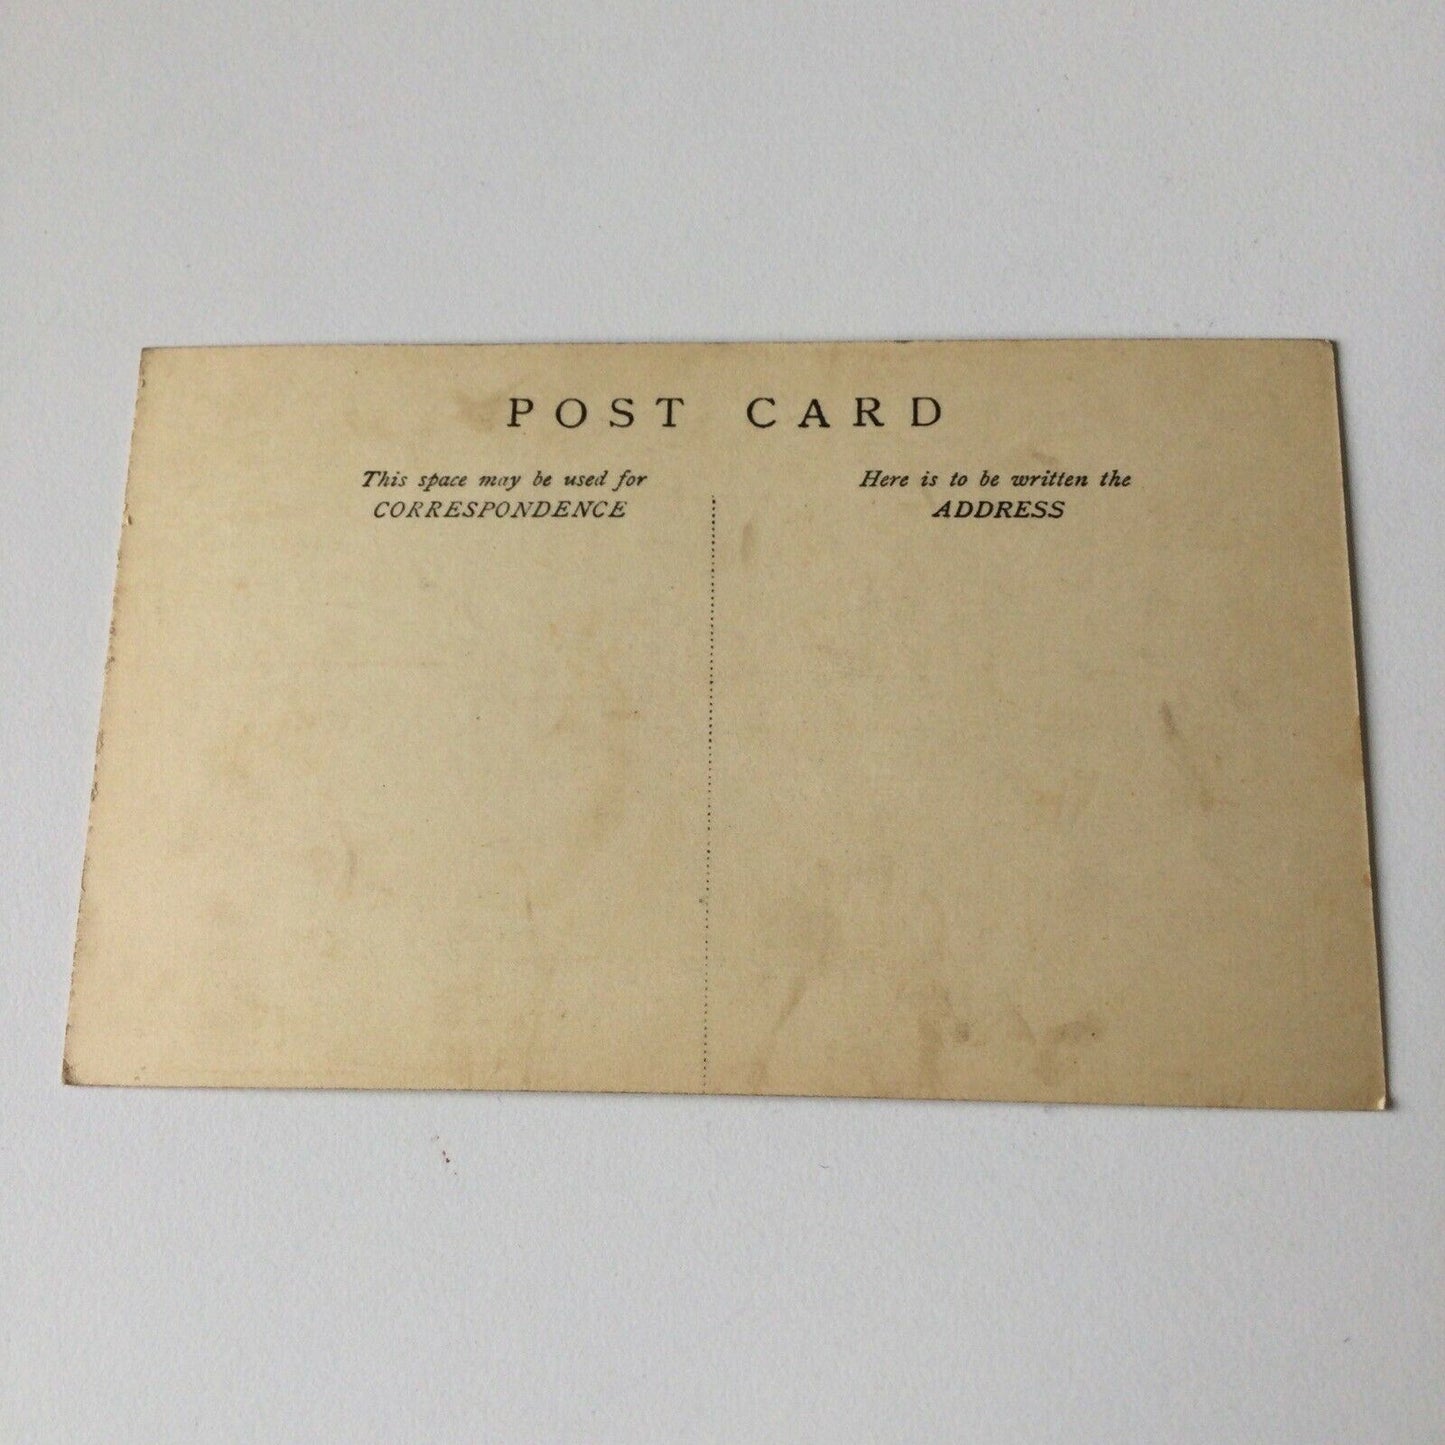 POST CARD
This space may be used for
CORRESPONDENCE
Here is to be written the
ADDRESS